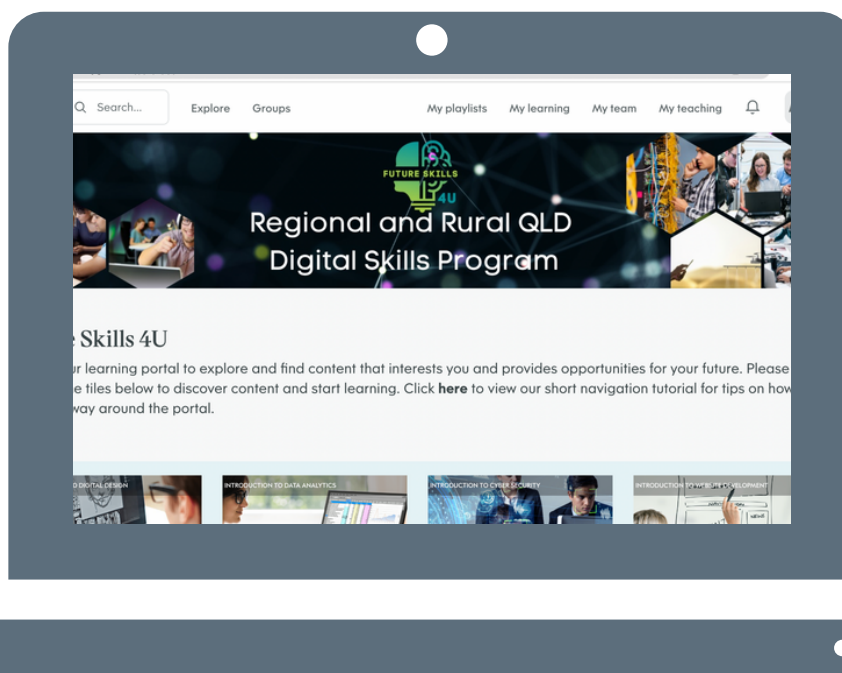 Search...
Explore
Groups
My playlists
My learning
My team
My teaching
FUTURE SKILLS
4U
Regional and Rural QLD
Digital Skills Program
Skills 4U
learning portal to explore and find content that interests you and provides opportunities for your future. Please
tiles below to discover content and start learning. Click here to view our short navigation tutorial for tips on how
way around the portal.
DIGITAL DESIGN
INTRODUCTION TO DATA ANALYTICS
INTRODUCTION TO CYBER SECURITY
INTRODUCTION TO WEBSITE DEVELOPMENT